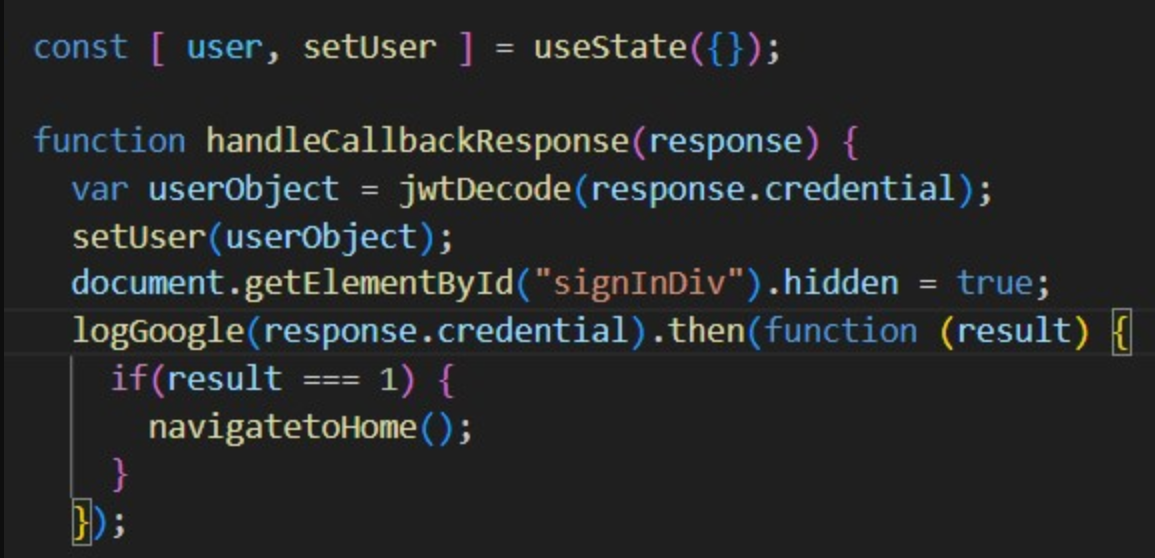 const [ user, setUser ] = useState({});
function handleCallbackResponse(response) {
var userObject = jwtDecode(response.credential);
setUser(userObject);
document.getElementById("signInDiv").hidden = true;
logGoogle(response.credential).then(function (result) {
if(result === 1) {
navigatetoHome();
}
});